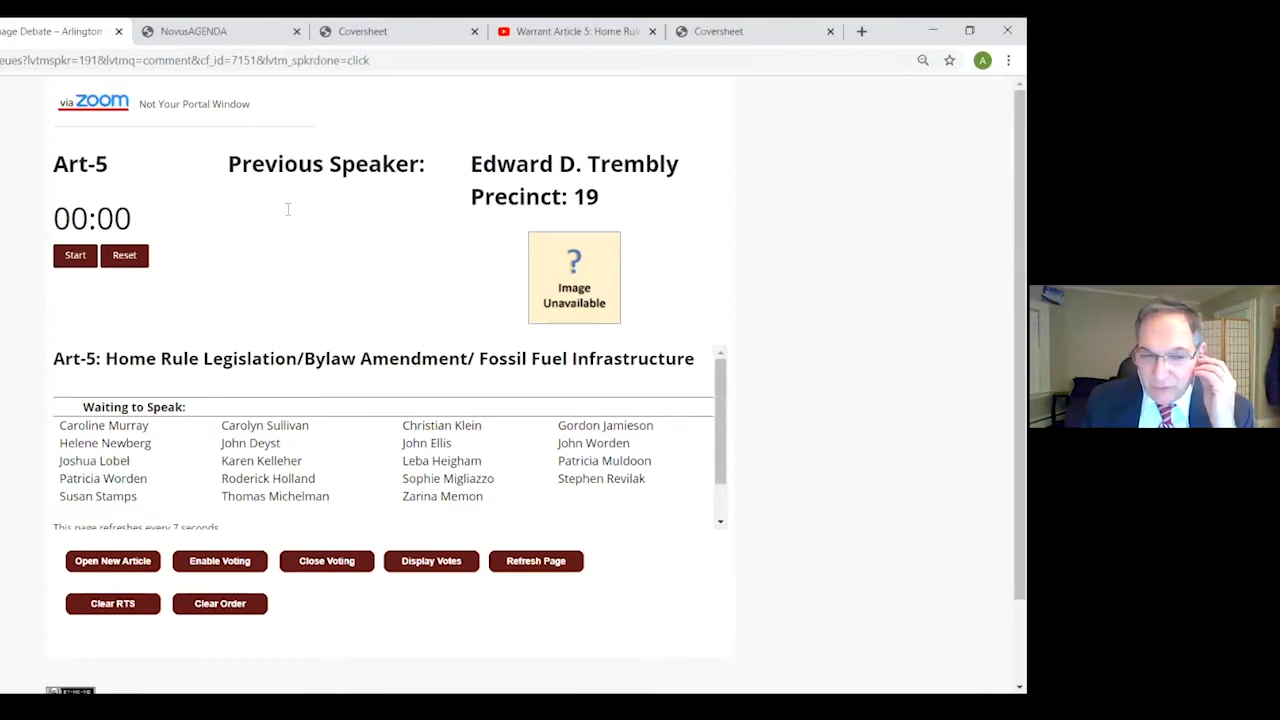 nage Debate – Arlington
NovusAGENDA
Coversheet
Warrant Article 5: Home Rul
Coversheet
eues?lvtmspkr=191&lvtmq=comment&cf_id=7151&lvtm_spkrdone=click
A
via zoom
Not Your Portal Window
Art-5
Previous Speaker:
Edward D. Trembly
Precinct: 19
00:00
Start
Reset
?
Image
Unavailable
Art-5: Home Rule Legislation/Bylaw Amendment/ Fossil Fuel Infrastructure
Waiting to Speak:
Caroline Murray Carolyn Sullivan Christian Klein Gordon Jamieson
Helene Newberg John Deyst John Ellis John Worden
Joshua Lobel Karen Kelleher Leba Heigham Patricia Muldoon
Patricia Worden Roderick Holland Sophie Migliazzo Stephen Revilak
Susan Stamps Thomas Michelman Zarina Memon
This page refreshes every 7 seconds
Open New Article
Enable Voting
Close Voting
Display Votes
Refresh Page
Clear RTS
Clear Order
BY-NC-ND